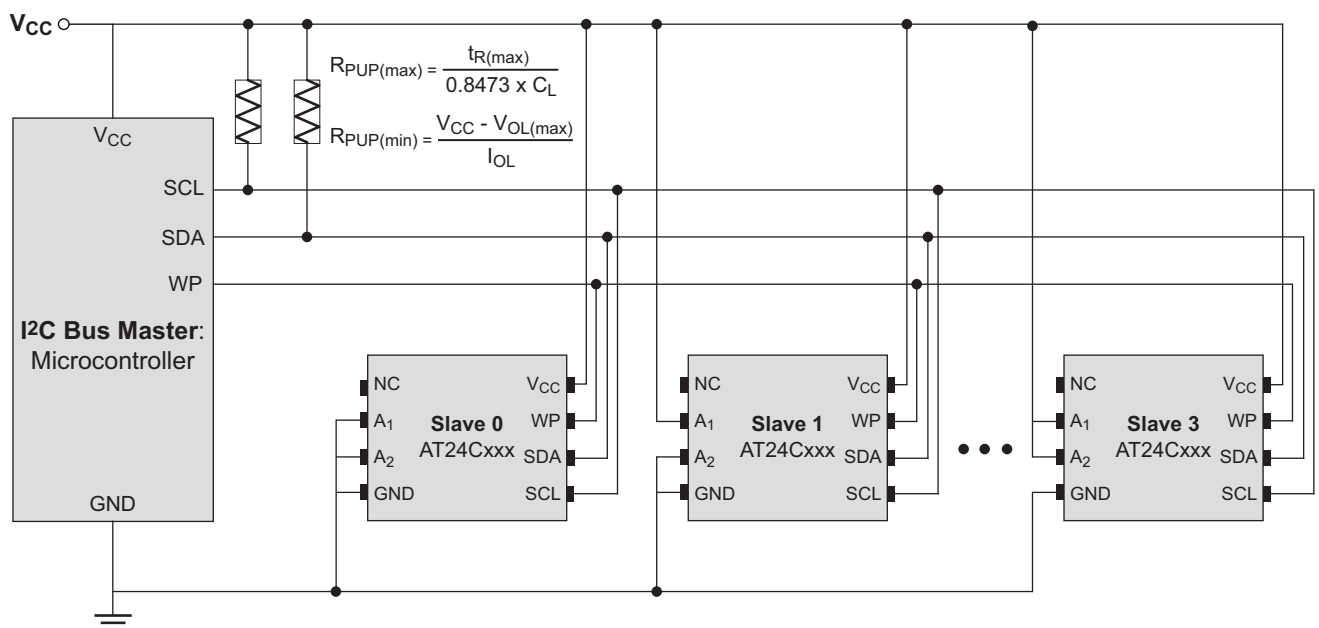 VCC
RPUP(max) = tR(max)
0.8473 x CL
RPUP(min) = VCC - VOL(max)
IOL
VCC
SCL
SDA
WP
I2C Bus Master:
Microcontroller
GND
NC
A1
A2
GND
Slave 0
AT24Cxxx
VCC
WP
SDA
SCL
NC
A1
A2
GND
Slave 1
AT24Cxxx
VCC
WP
SDA
SCL
NC
A1
A2
GND
Slave 3
AT24Cxxx
VCC
WP
SDA
SCL